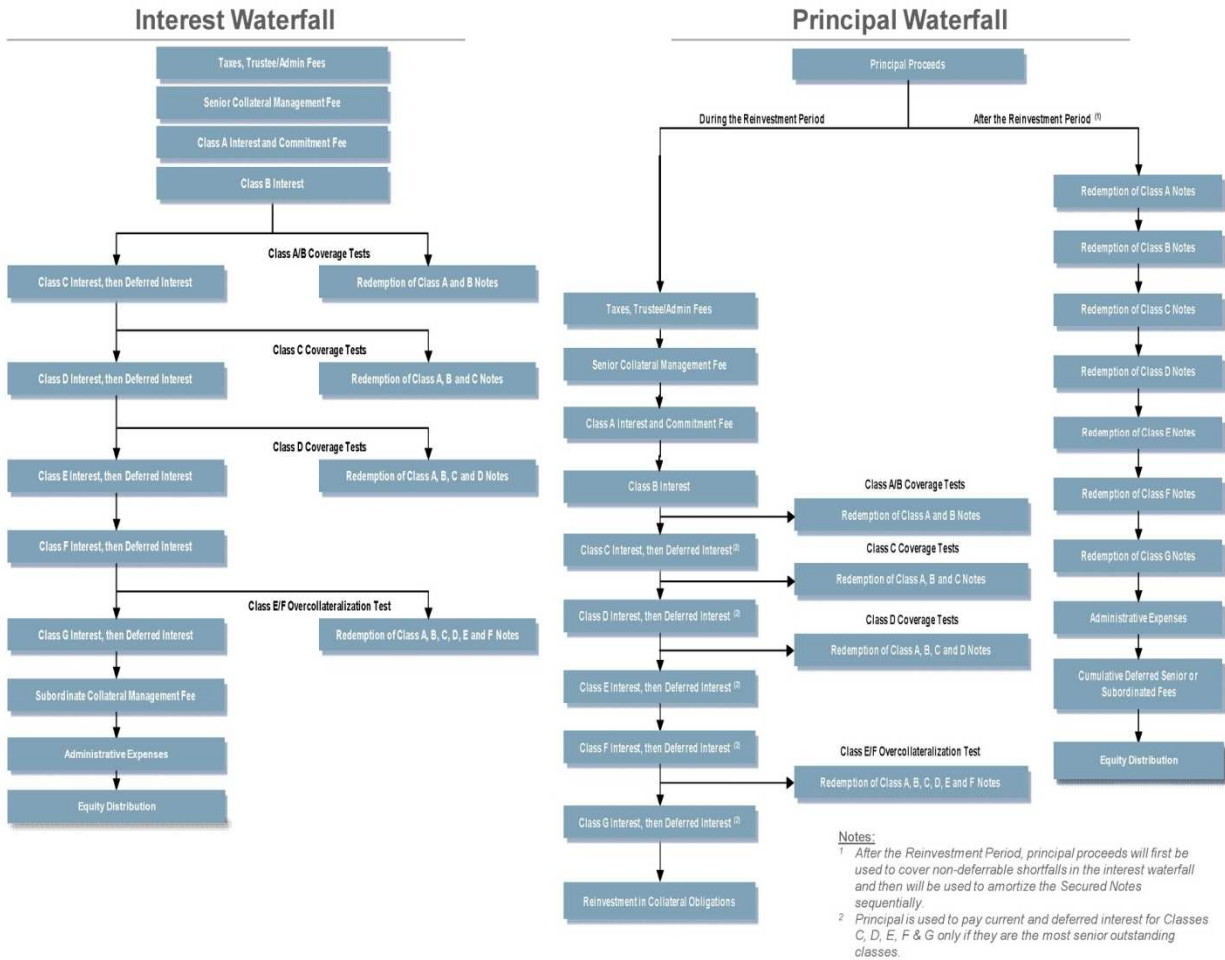 Interest Waterfall
Taxes, Trustee/Admin Fees
Senior Collateral Management Fee
Class A Interest and Commitment Fee
Class B Interest
Class A/B Coverage Tests
Class C Interest, then Deferred Interest
Redemption of Class A and B Notes
Class C Coverage Tests
Class D Interest, then Deferred Interest
Redemption of Class A, B and C Notes
Class D Coverage Tests
Class E Interest, then Deferred Interest
Redemption of Class A, B, C and D Notes
Class F Interest, then Deferred Interest
Class E/F Overcollateralization Test
Class G Interest, then Deferred Interest
Redemption of Class A, B, C, D, E and F Notes
Subordinate Collateral Management Fee
Administrative Expenses
Equity Distribution
Principal Waterfall
Principal Proceeds
During the Reinvestment Period
After the Reinvestment Period (1)
Taxes, Trustee/Admin Fees
Senior Collateral Management Fee
Class A Interest and Commitment Fee
Class B Interest
Class A/B Coverage Tests
Redemption of Class A and B Notes
Class C Interest, then Deferred Interest (2)
Class C Coverage Tests
Redemption of Class A, B and C Notes
Class D Interest, then Deferred Interest (2)
Class D Coverage Tests
Redemption of Class A, B, C and D Notes
Class E Interest, then Deferred Interest (2)
Class F Interest, then Deferred Interest (2)
Class E/F Overcollateralization Test
Redemption of Class A, B, C, D, E and F Notes
Class G Interest, then Deferred Interest (2)
Reinvestment in Collateral Obligations
Redemption of Class A Notes
Redemption of Class B Notes
Redemption of Class C Notes
Redemption of Class D Notes
Redemption of Class E Notes
Redemption of Class F Notes
Redemption of Class G Notes
Administrative Expenses
Cumulative Deferred Senior or
Subordinated Fees
Equity Distribution
Notes:
1 After the Reinvestment Period, principal proceeds will first be
used to cover non-deferrable shortfalls in the interest waterfall
and then will be used to amortize the Secured Notes
sequentially.
2 Principal is used to pay current and deferred interest for Classes
C, D, E, F & G only if they are the most senior outstanding
classes.